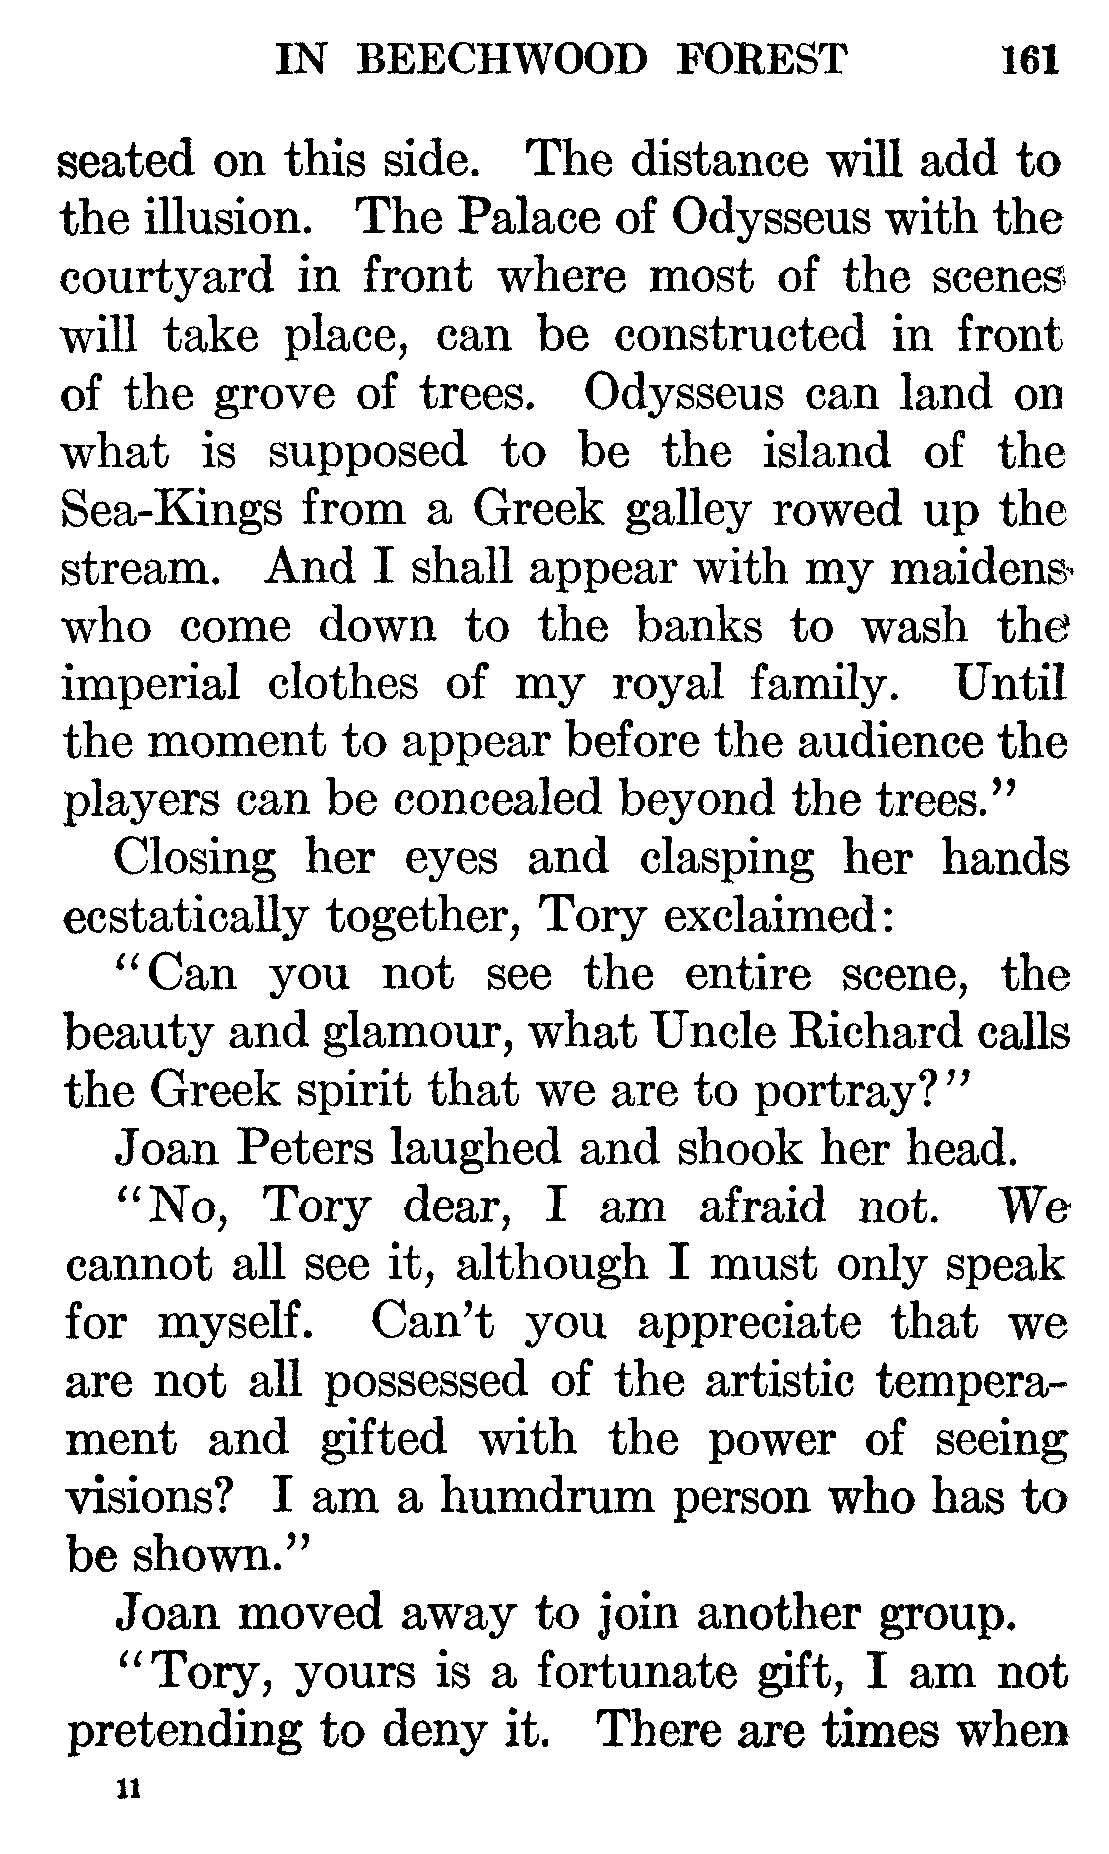 IN BEECHWOOD FOREST 161
seated on this side. The distance will add to
the illusion. The Palace of Odysseus with the
courtyard in front where most of the scenes
will take place, can be constructed in front
of the grove of trees. Odysseus can land on
what is supposed to be the island of the
Sea-Kings from a Greek galley rowed up the
stream. And I shall appear with my maidens
who come down to the banks to wash the
imperial clothes of my royal family. Until
the moment to appear before the audience the
players can be concealed beyond the trees.”
Closing her eyes and clasping her hands
ecstatically together, Tory exclaimed:
“Can you not see the entire scene, the
beauty and glamour, what Uncle Richard calls
the Greek spirit that we are to portray?”
Joan Peters laughed and shook her head.
“No, Tory dear, I am afraid not. We
cannot all see it, although I must only speak
for myself. Can’t you appreciate that we
are not all possessed of the artistic tempera-
ment and gifted with the power of seeing
visions? I am a humdrum person who has to
be shown.”
Joan moved away to join another group.
“Tory, yours is a fortunate gift, I am not
pretending to deny it. There are times when
11